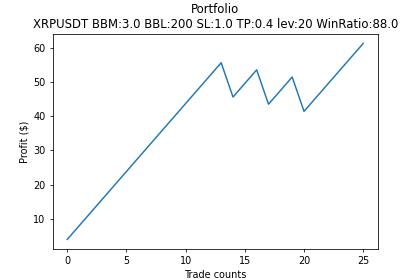 Portfolio
XRPUSDT BBM:3.0 BBL:200 SL:1.0 TP:0.4 lev:20 WinRatio:88.0
60
50
40
30
20
10
Profit ($)
0 5 10 15 20 25
Trade counts